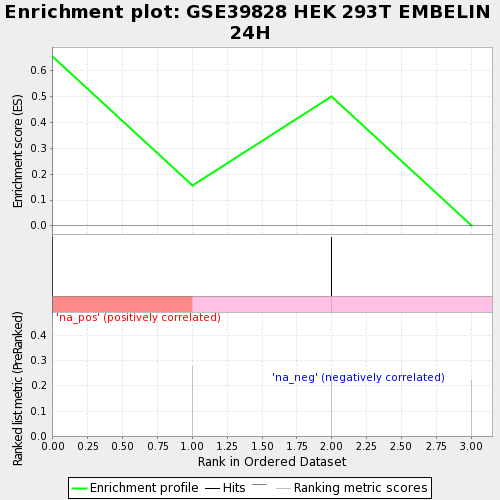 Enrichment plot: GSE39828 HEK 293T EMBELIN
24H
Enrichment score (ES)
0.6
0.5
0.4
0.3
0.2
0.1
0.0
'na_pos' (positively correlated)
Ranked list metric (PreRanked)
0.4
0.3
0.2
0.1
0.0
'na_neg' (negatively correlated)
0.00 0.25 0.50 0.75 1.00 1.25 1.50 1.75 2.00 2.25 2.50 2.75 3.00
Rank in Ordered Dataset
Enrichment profile Hits Ranking metric scores